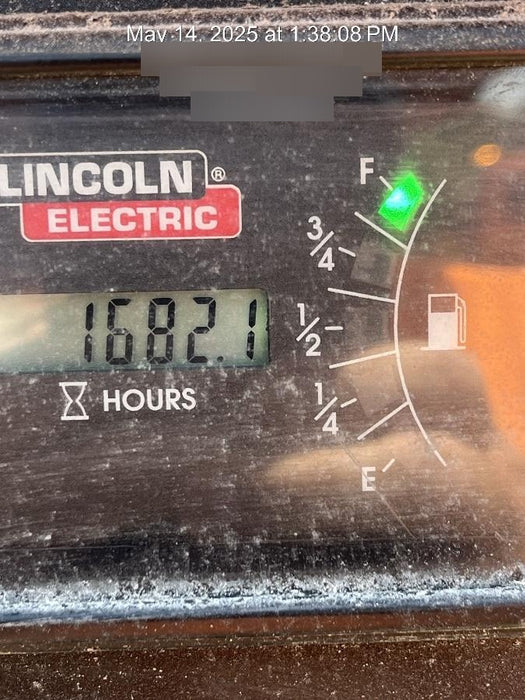 May 14, 2025 at 1:38:08 PM
LINCOLN®
ELECTRIC
1682.1
HOURS
F
3/4
1/2
1/4
E